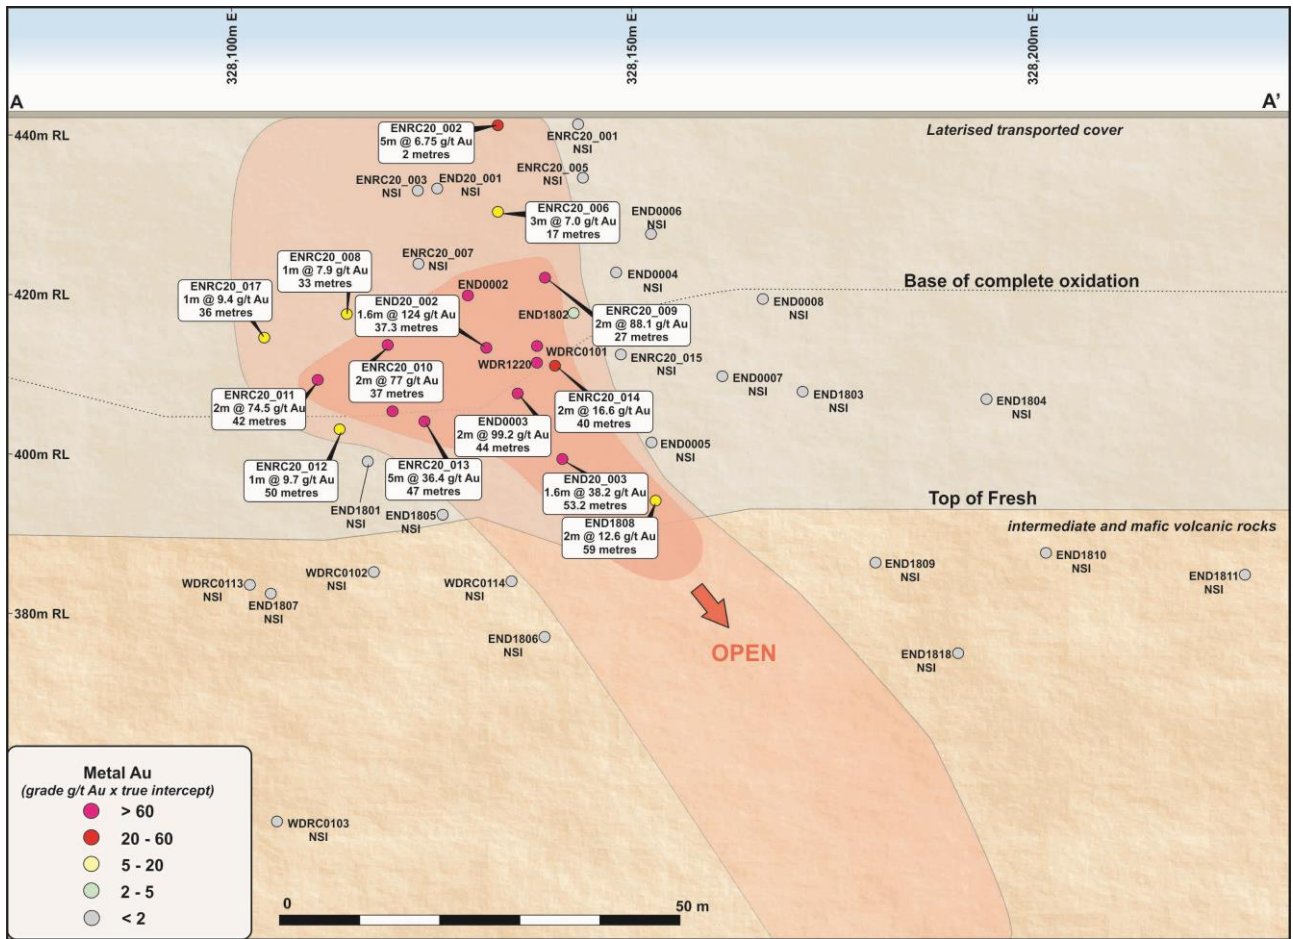 328,100m E
328,150m E
328,200m E
A
A'
440m RL
Laterised transported cover
ENRC20_002
5m @ 6.75 g/t Au
2 metres
ENRC20_001
NSI
ENRC20_003
NSI
END20_001
NSI
ENRC20_005
NSI
ENRC20_006
3m @ 7.0 g/t Au
17 metres
END0006
NSI
ENRC20_007
NSI
ENRC20_008
1m @ 7.9 g/t Au
33 metres
END0004
NSI
Base of complete oxidation
420m RL
ENRC20_017
1m @ 9.4 g/t Au
36 metres
END0002
END20_002
1.6m @ 124 g/t Au
37.3 metres
END1802
ENRC20_009
2m @ 88.1 g/t Au
27 metres
END0008
NSI
WDRC0101
WDR1220
ENRC20_015
NSI
ENRC20_010
2m @ 77 g/t Au
37 metres
END0007
NSI
END1803
NSI
END1804
NSI
ENRC20_011
2m @ 74.5 g/t Au
42 metres
ENRC20_014
2m @ 16.6 g/t Au
40 metres
END0003
2m @ 99.2 g/t Au
44 metres
END0005
NSI
400m RL
ENRC20_012
1m @ 9.7 g/t Au
50 metres
ENRC20_013
5m @ 36.4 g/t Au
47 metres
END20_003
1.6m @ 38.2 g/t Au
53.2 metres
Top of Fresh
END1801
NSI
END1805
NSI
END1808
2m @ 12.6 g/t Au
59 metres
intermediate and mafic volcanic rocks
WDRC0113
NSI
END1807
NSI
WDRC0102
NSI
WDRC0114
NSI
END1809
NSI
END1810
NSI
END1811
NSI
380m RL
END1806
NSI
OPEN
END1818
NSI
Metal Au
(grade g/t Au x true intercept)
> 60
20 - 60
5 - 20
2 - 5
< 2
WDRC0103
NSI
0
50 m